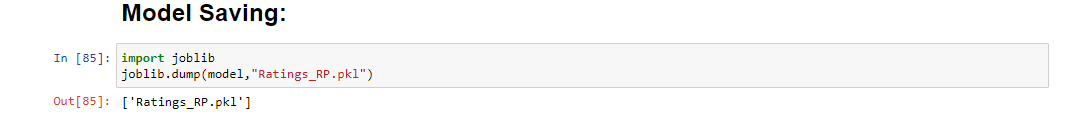 Model Saving:
In [85]: import joblib
joblib.dump(model,"Ratings_RP.pkl")
Out[85]: ['Ratings_RP.pkl']